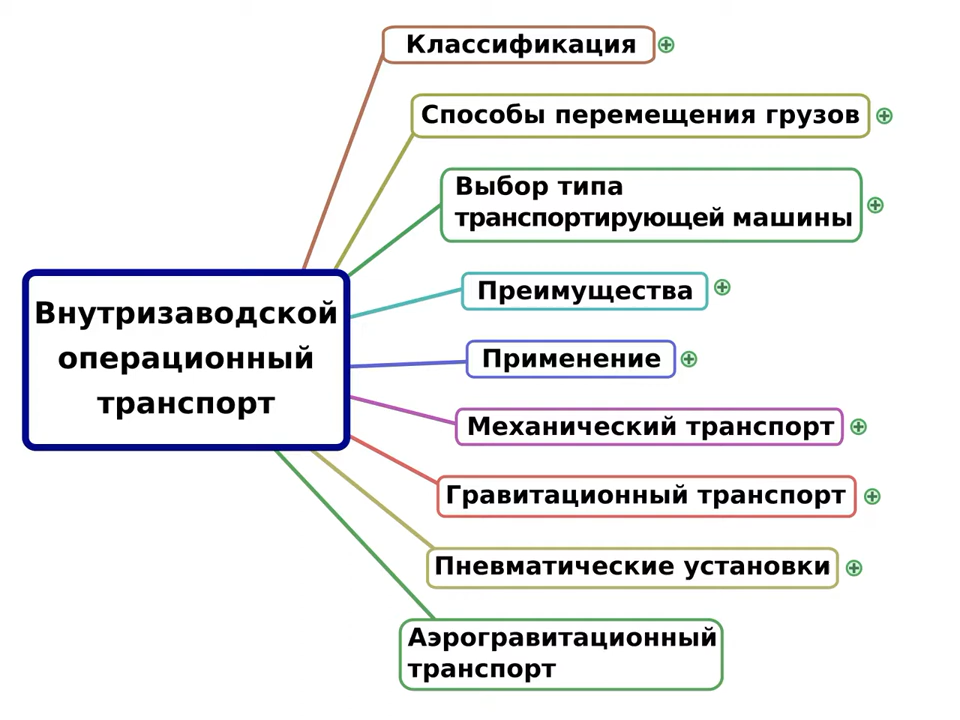 Классификация
Способы перемещения грузов
Выбор типа
транспортирующей машины
Внутризаводской
операционный
транспорт
Преимущества
Применение
Механический транспорт
Гравитационный транспорт
Пневматические установки
Аэрогравитационный
транспорт